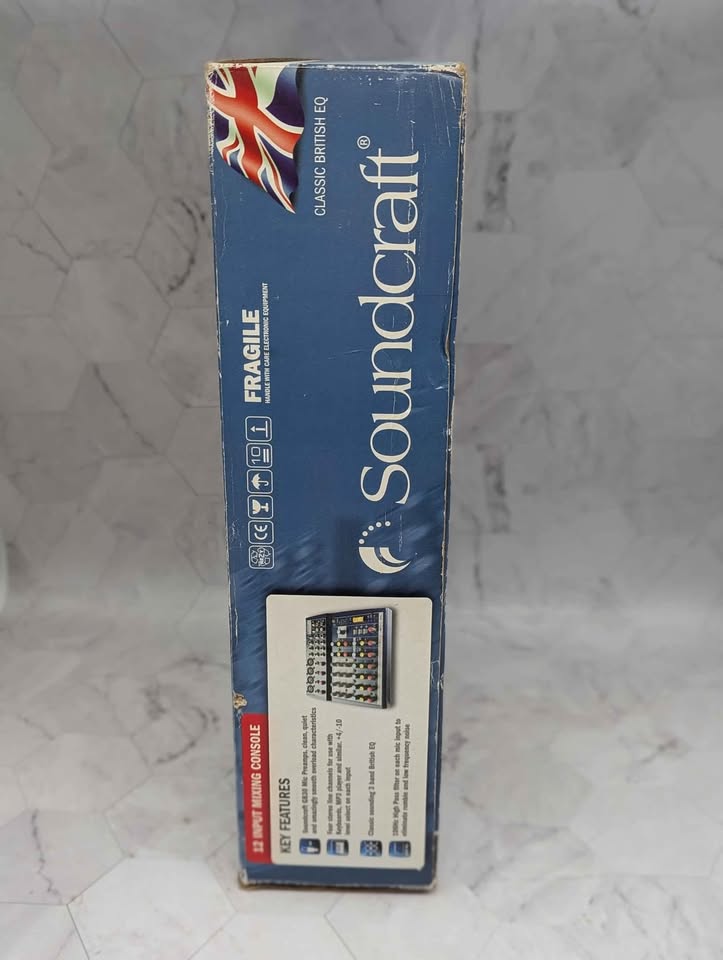 CLASSIC BRITISH EQ
Soundcraft®
FRAGILE
HANDLE WITH CARE ELECTRONIC EQUIPMENT
CE
10
12 INPUT MIXING CONSOLE
KEY FEATURES
Soundcraft GB30 Mic Preamps, clean, quiet
and amazingly smooth overload characteristics
Four stereo line channels for use with
Keyboards, MP3 player and similar, +4/-10
level select on each input
Classic sounding 3 band British EQ
100Hz High Pass filter on each mic input to
eliminate rumble and low frequency noise